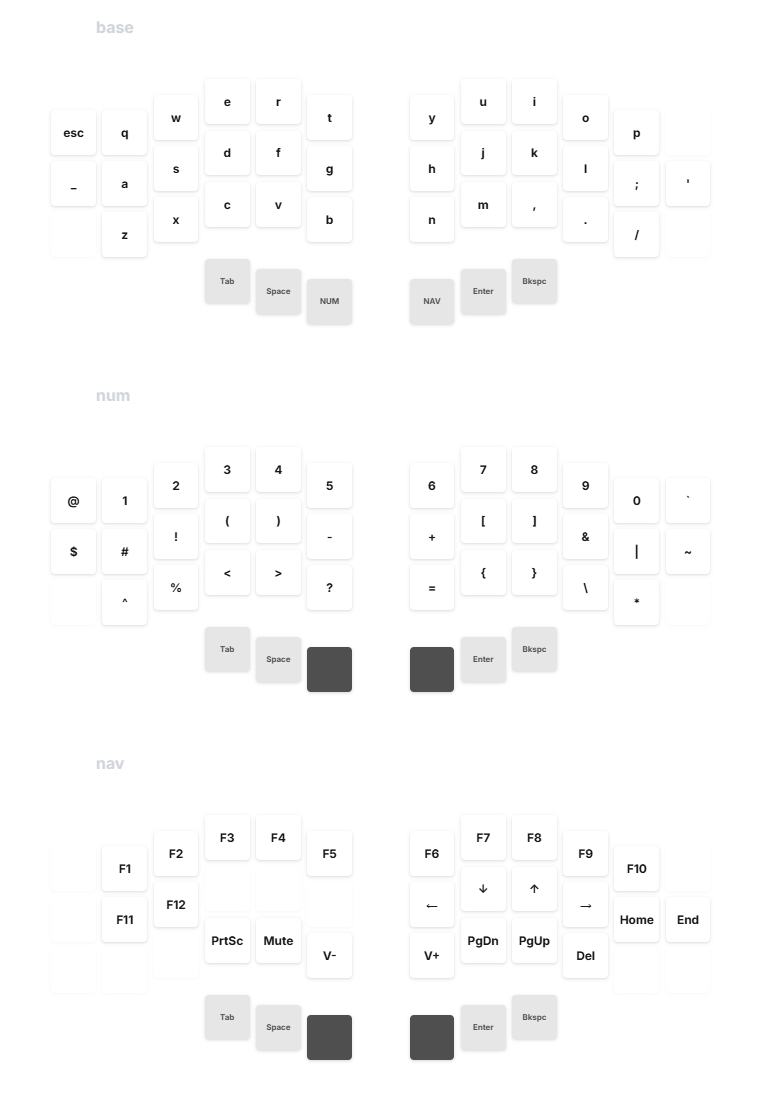 base
esc q w e r t y u i o p
_ a s d f g h j k l ; '
z x c v b n m , . /
Tab Space NUM NAV Enter Bkspc
num
@ 1 2 3 4 5 6 7 8 9 0 `
$ # ! ( ) - + [ ] & | ~
^ % < > ? = { } \ *
Tab Space Enter Bkspc
nav
F1 F2 F3 F4 F5 F6 F7 F8 F9 F10
F11 F12 ← ↓ ↑ → Home End
PrtSc Mute V- V+ PgDn PgUp Del
Tab Space Enter Bkspc